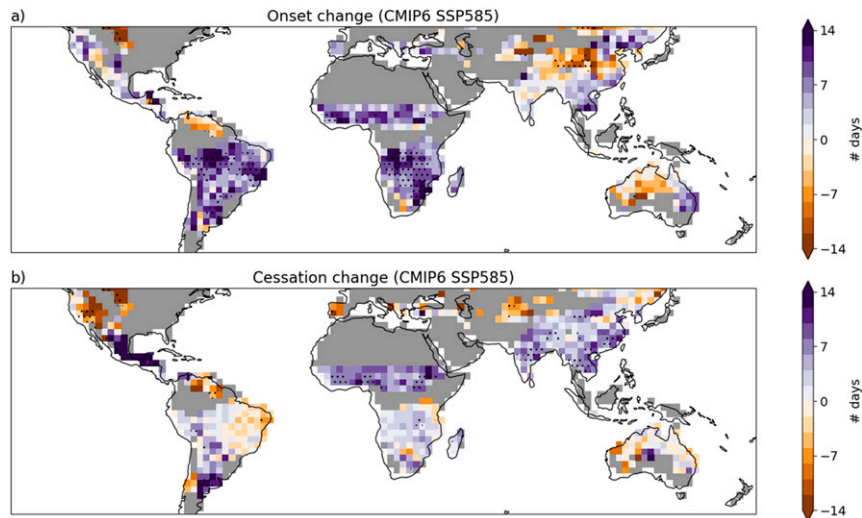 a)
Onset change (CMIP6 SSP585)
14
7
0
−7
−14
# days
b)
Cessation change (CMIP6 SSP585)
14
7
0
−7
−14
# days